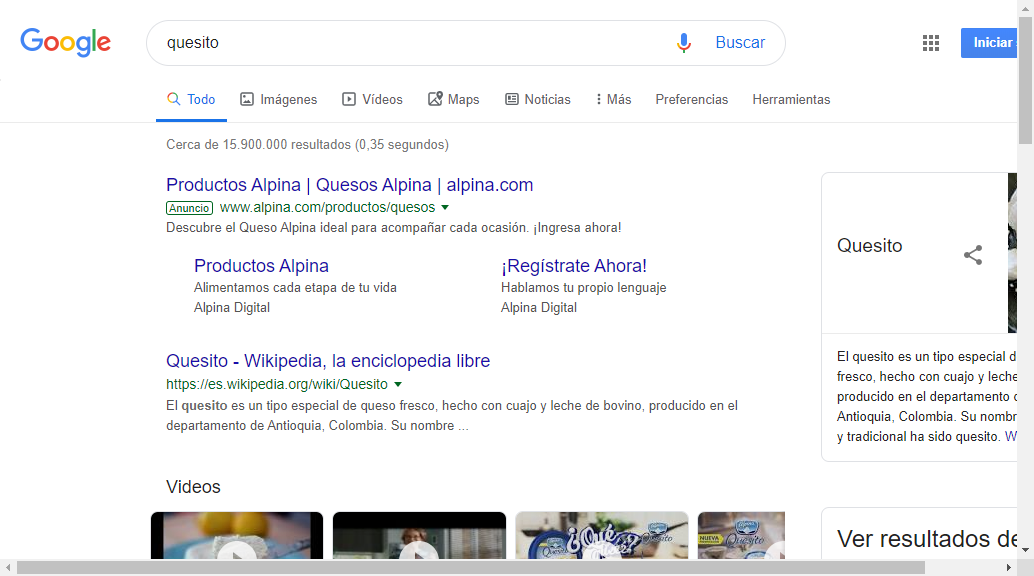 Google
quesito
Buscar
Iniciar
Todo Imágenes Vídeos Maps Noticias Más Preferencias Herramientas
Cerca de 15.900.000 resultados (0,35 segundos)
Productos Alpina | Quesos Alpina | alpina.com
Anuncio www.alpina.com/productos/quesos
Descubre el Queso Alpina ideal para acompañar cada ocasión. ¡Ingresa ahora!
Productos Alpina
Alimentamos cada etapa de tu vida
Alpina Digital
¡Regístrate Ahora!
Hablamos tu propio lenguaje
Alpina Digital
Quesito - Wikipedia, la enciclopedia libre
https://es.wikipedia.org/wiki/Quesito
El quesito es un tipo especial de queso fresco, hecho con cuajo y leche de bovino, producido en el
departamento de Antioquia, Colombia. Su nombre ...
Videos
¿Qué
Alpina
Quesito
Alpina
NUEVA
Quesito
Quesito
El quesito es un tipo especial d
fresco, hecho con cuajo y leche
producido en el departamento
Antioquia, Colombia. Su nombr
y tradicional ha sido quesito. W
Ver resultados de